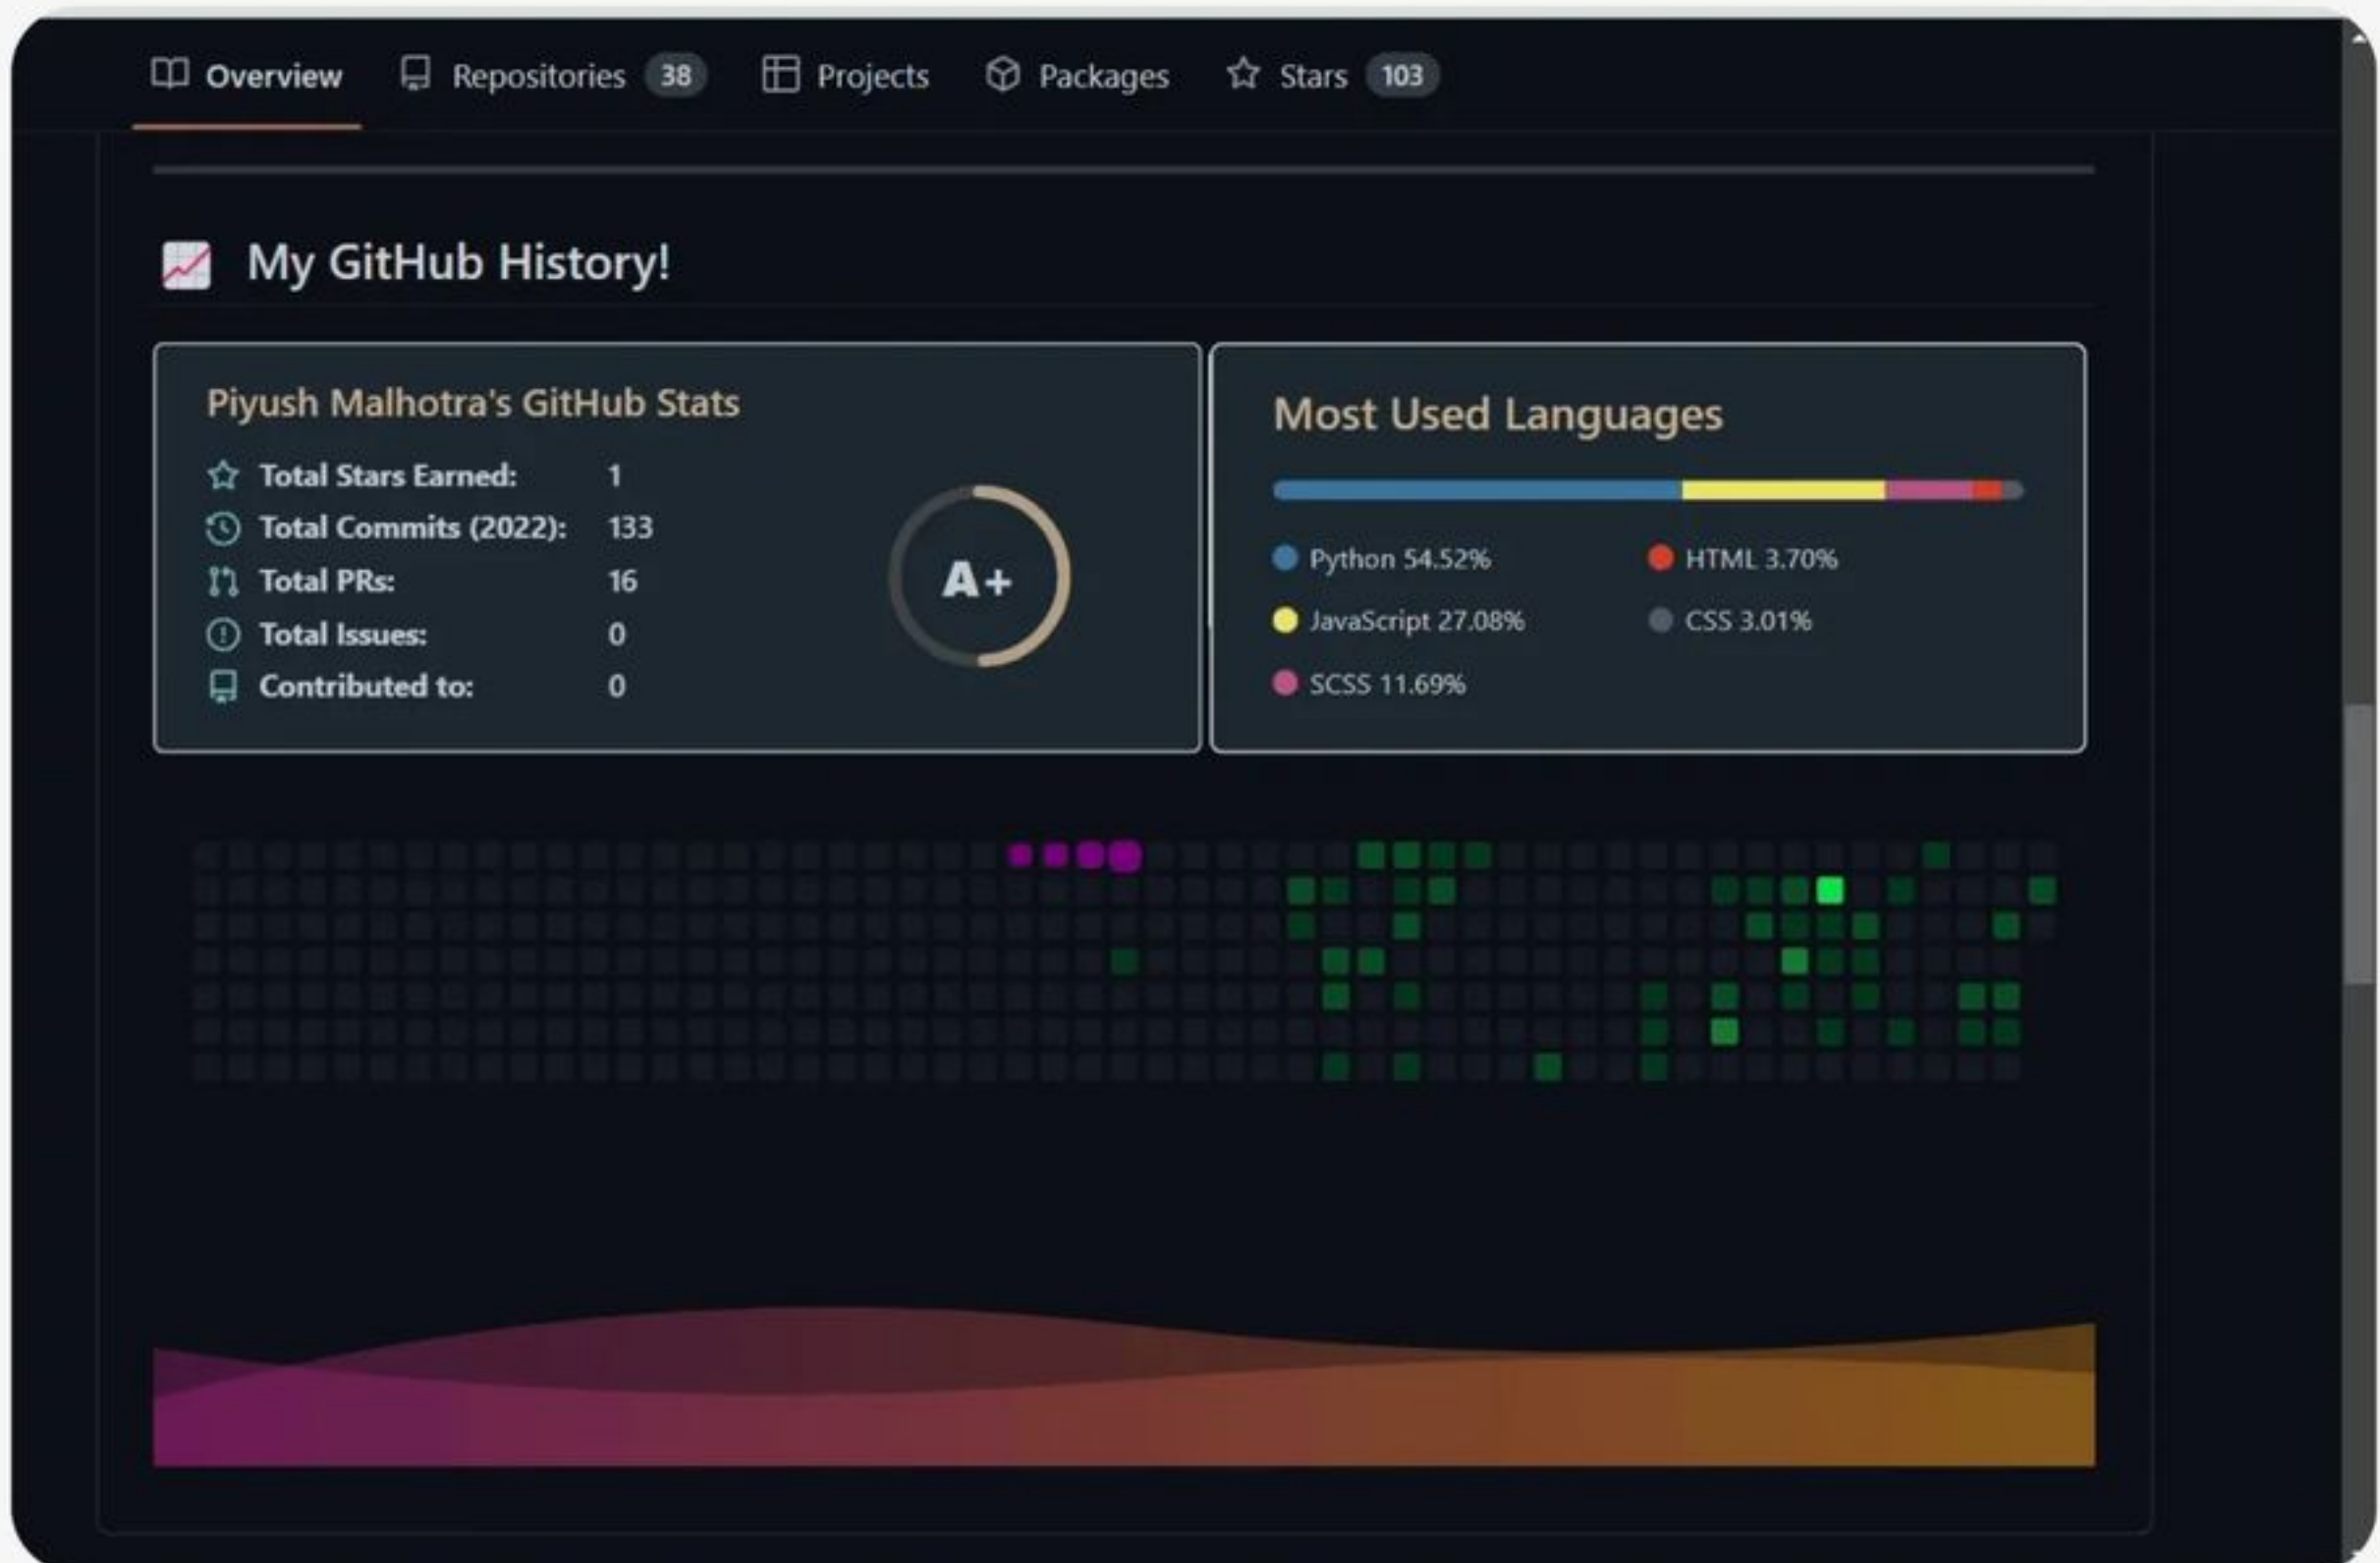 Overview Repositories 38 Projects Packages Stars 103
My GitHub History!
Piyush Malhotra's GitHub Stats
Total Stars Earned: 1
Total Commits (2022): 133
Total PRs: 16
Total Issues: 0
Contributed to: 0
A+
Most Used Languages
Python 54.52%
JavaScript 27.08%
SCSS 11.69%
HTML 3.70%
CSS 3.01%